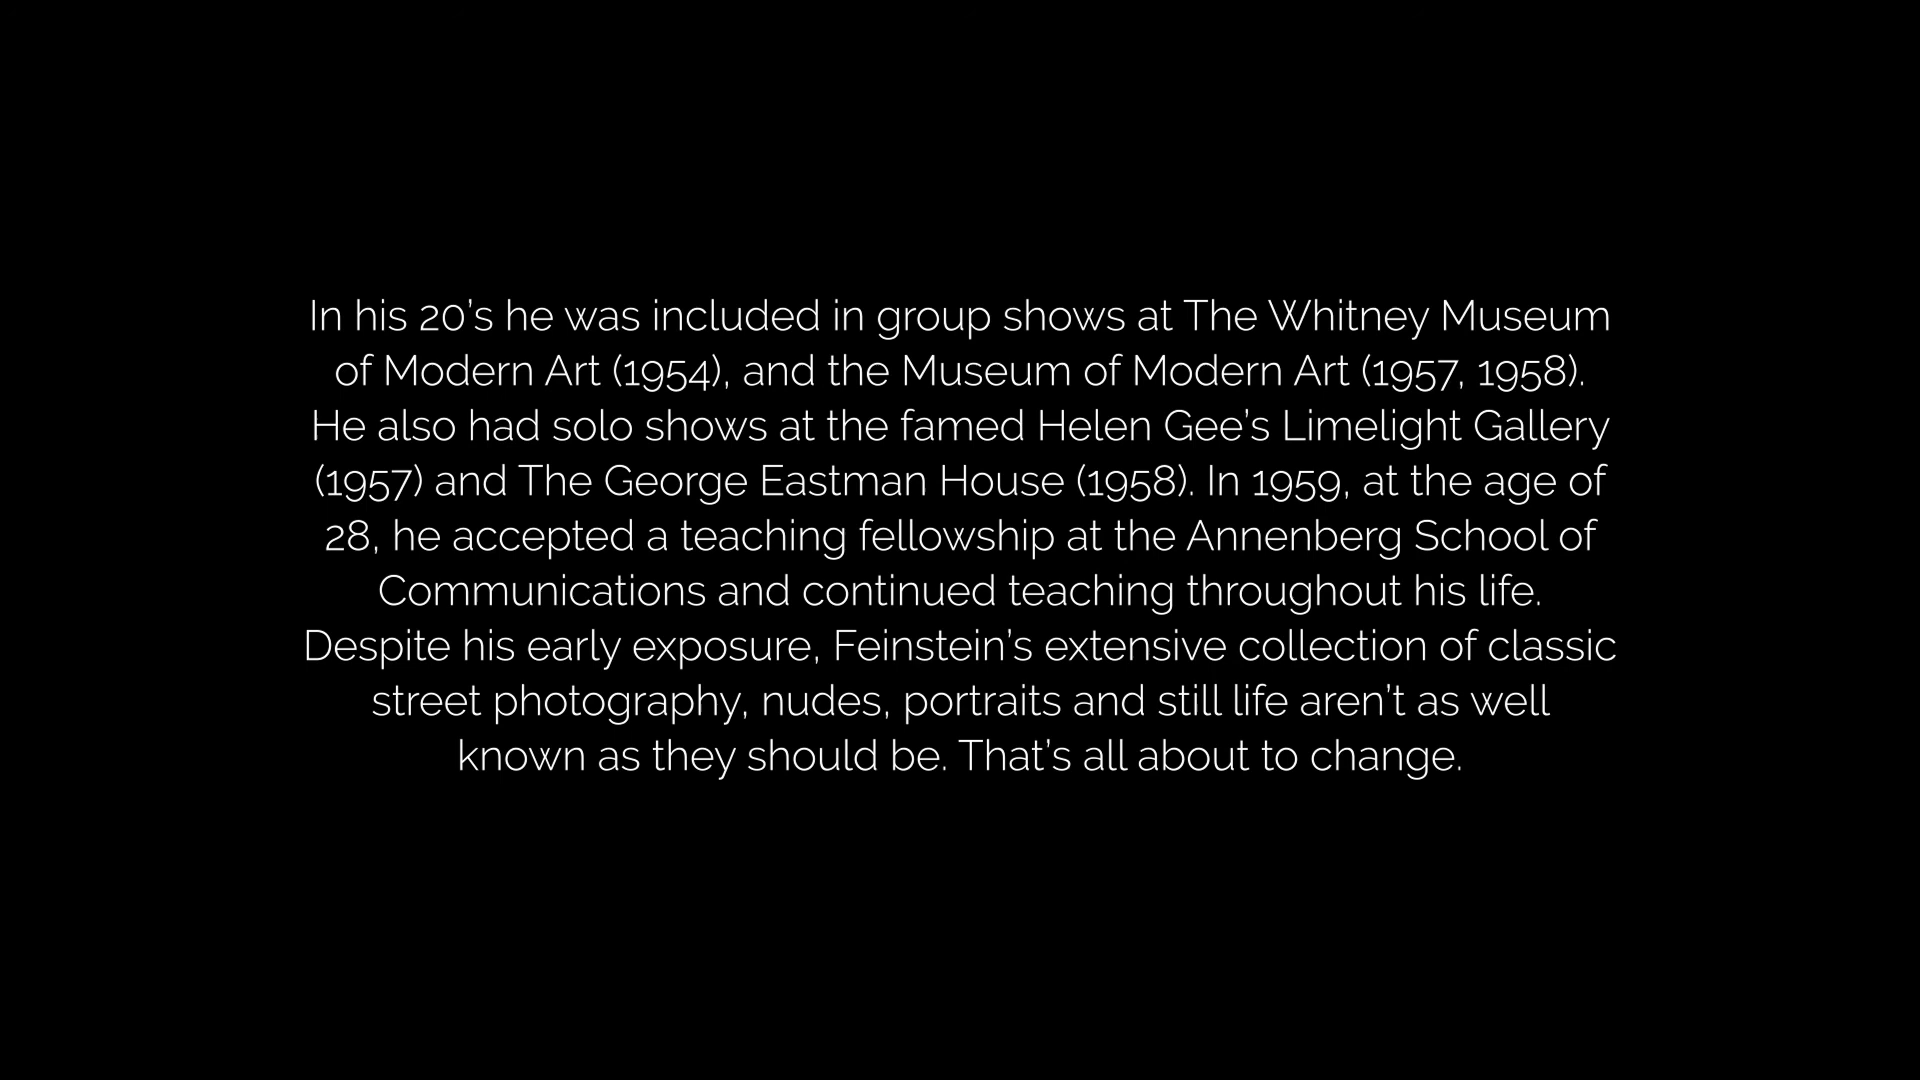 In his 20’s he was included in group shows at The Whitney Museum
of Modern Art (1954), and the Museum of Modern Art (1957, 1958).
He also had solo shows at the famed Helen Gee’s Limelight Gallery
(1957) and The George Eastman House (1958). In 1959, at the age of
28, he accepted a teaching fellowship at the Annenberg School of
Communications and continued teaching throughout his life.
Despite his early exposure, Feinstein’s extensive collection of classic
street photography, nudes, portraits and still life aren’t as well
known as they should be. That’s all about to change.